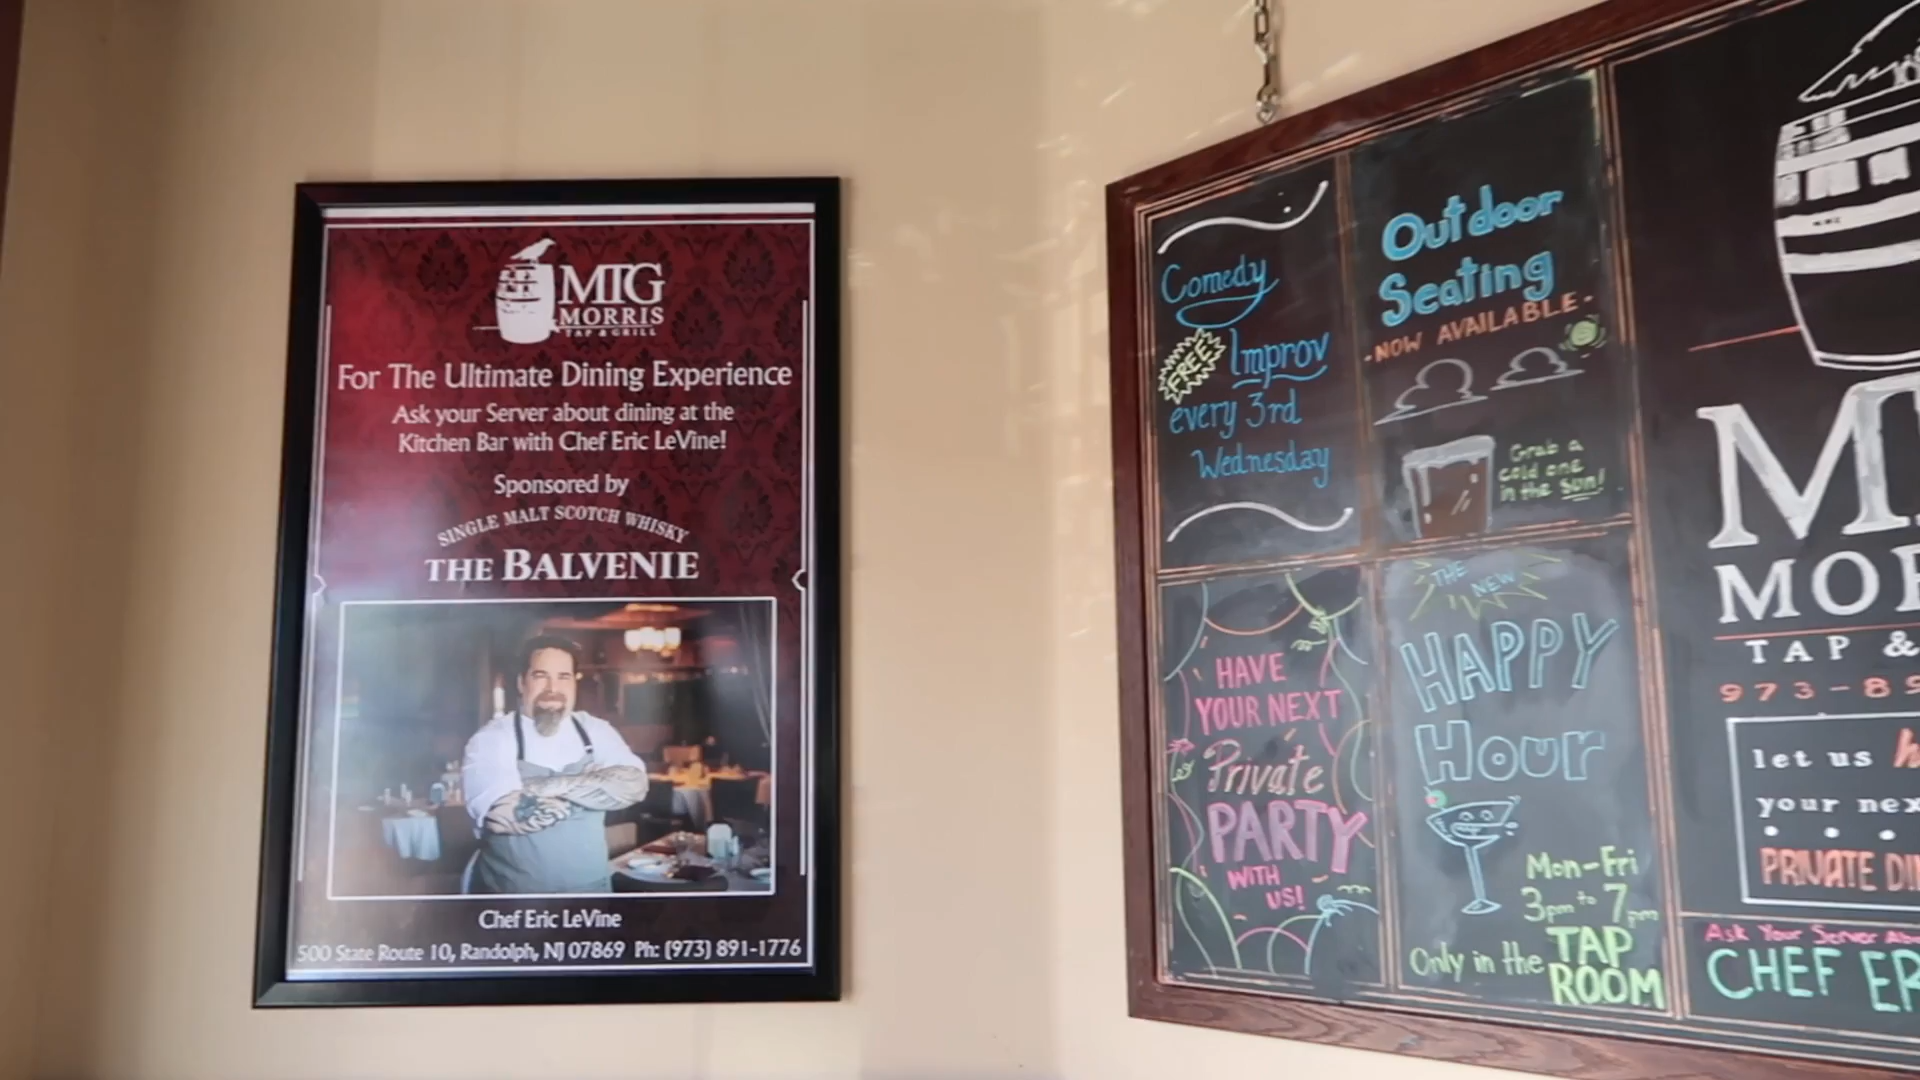 MTG
MORRIS
TAP & GRILL
For The Ultimate Dining Experience
Ask your Server about dining at the
Kitchen Bar with Chef Eric LeVine!
Sponsored by
SINGLE MALT SCOTCH WHISKY
THE BALVENIE
Chef Eric LeVine
500 State Route 10, Randolph, NJ 07869 Ph: (973) 891-1776
Comedy
FREE Improv
every 3rd
Wednesday
Outdoor
Seating
-NOW AVAILABLE-
Grab a
cold one
in the sun!
HAVE
YOUR NEXT
Private
PARTY
WITH
US!
THE NEW
HAPPY
HOUR
Mon-Fri
3pm to 7pm
Only in the TAP
ROOM
M
MOR
TAP &
973-89
let us h
your nex
PRIVATE DI
Ask Your Server Ab
CHEF ER